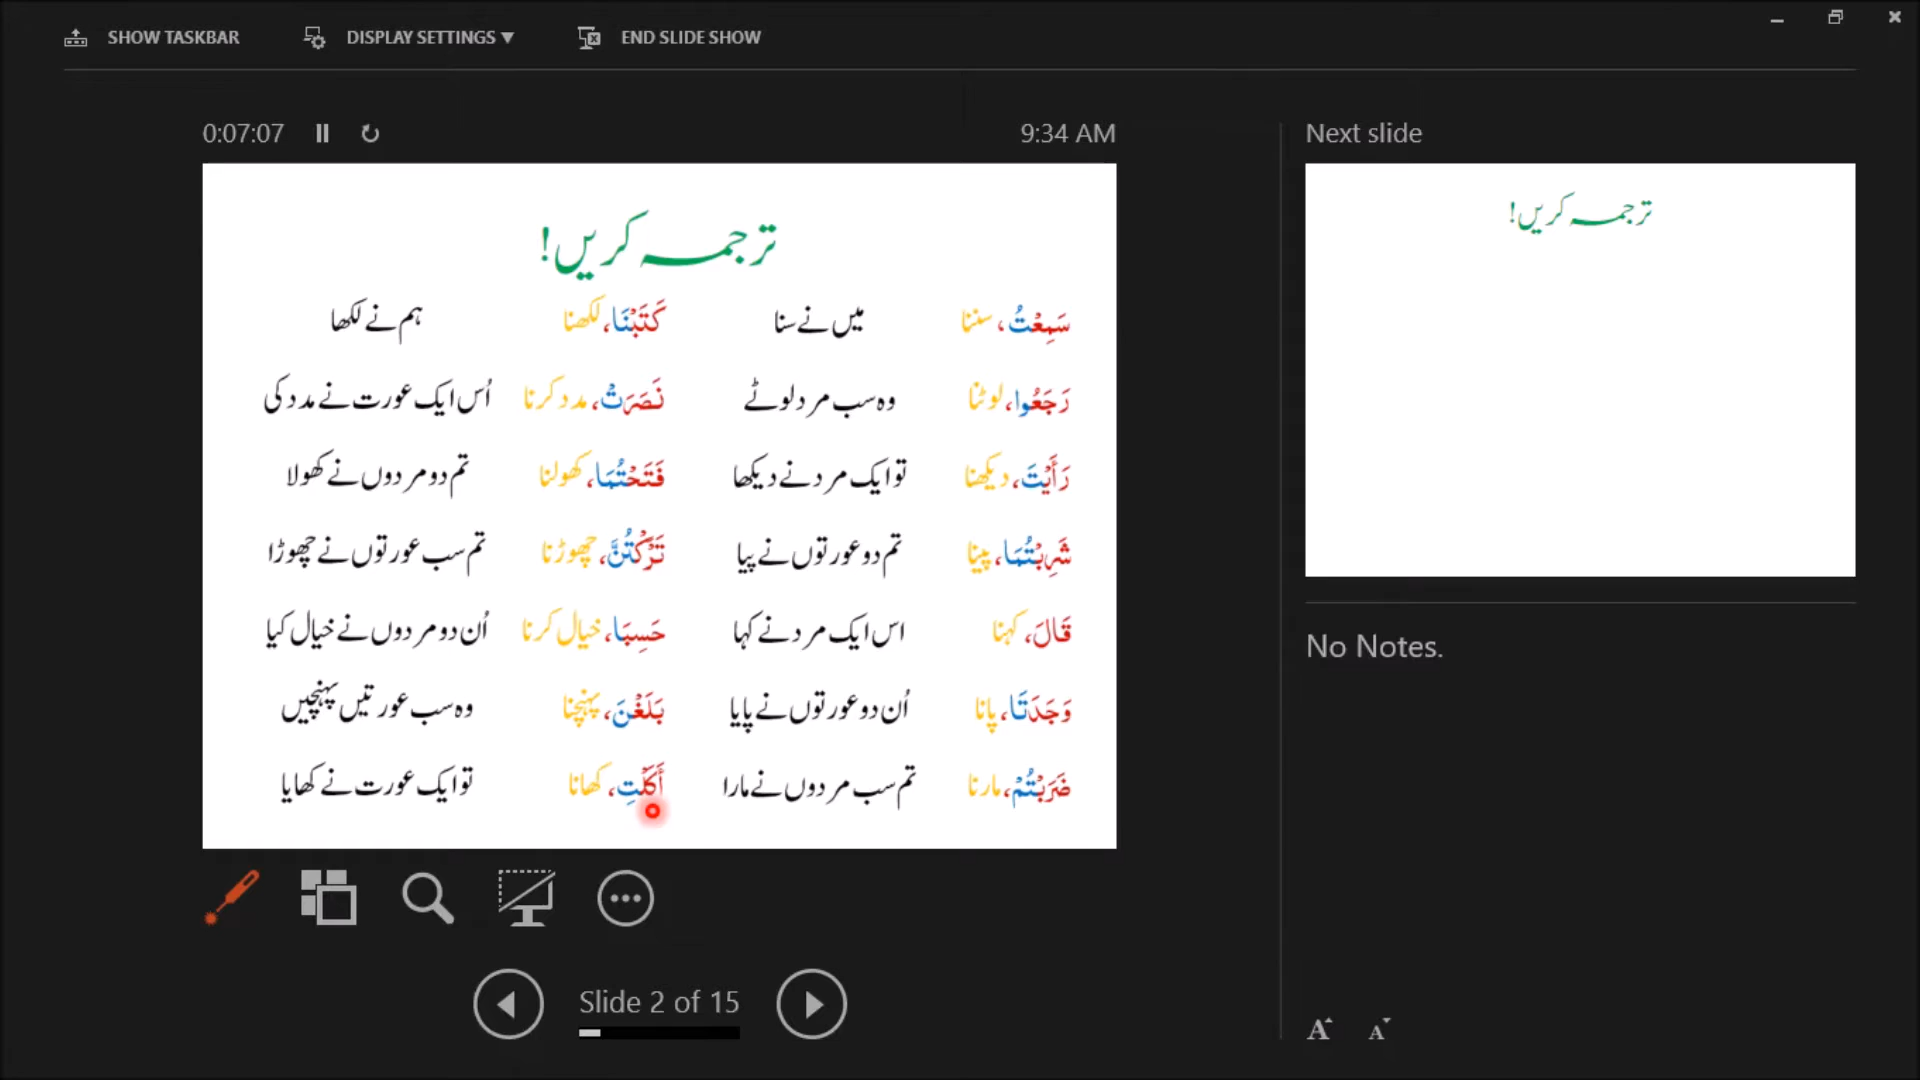 SHOW TASKBAR DISPLAY SETTINGS ▼ END SLIDE SHOW
0:07:07 9:34 AM
ترجمہ کریں!
سَمِعْتُ، سننا میں نے سنا كَتَبْنَا، لکھنا ہم نے لکھا
رَجَعُوا، لوٹنا وہ سب مرد لوٹے نَصَرَتْ، مدد کرنا اُس ایک عورت نے مدد کی
رَأَيْتَ، دیکھنا تو ایک مرد نے دیکھا فَتَحْتُمَا، کھولنا تم دو مردوں نے کھولا
شَرِبْتُمَا، پینا تم دو عورتوں نے پیا تَرَكْتُنَّ، چھوڑنا تم سب عورتوں نے چھوڑا
قَالَ، کہنا اس ایک مرد نے کہا حَسِبَا، خیال کرنا اُن دو مردوں نے خیال کیا
وَجَدَتَا، پانا اُن دو عورتوں نے پایا بَلَغْنَ، پہنچنا وہ سب عورتیں پہنچیں
ضَرَبْتُمْ، مارنا تم سب مردوں نے مارا أَكَلْتِ، کھانا تو ایک عورت نے کھایا
Slide 2 of 15
Next slide
ترجمہ کریں!
No Notes.
A A